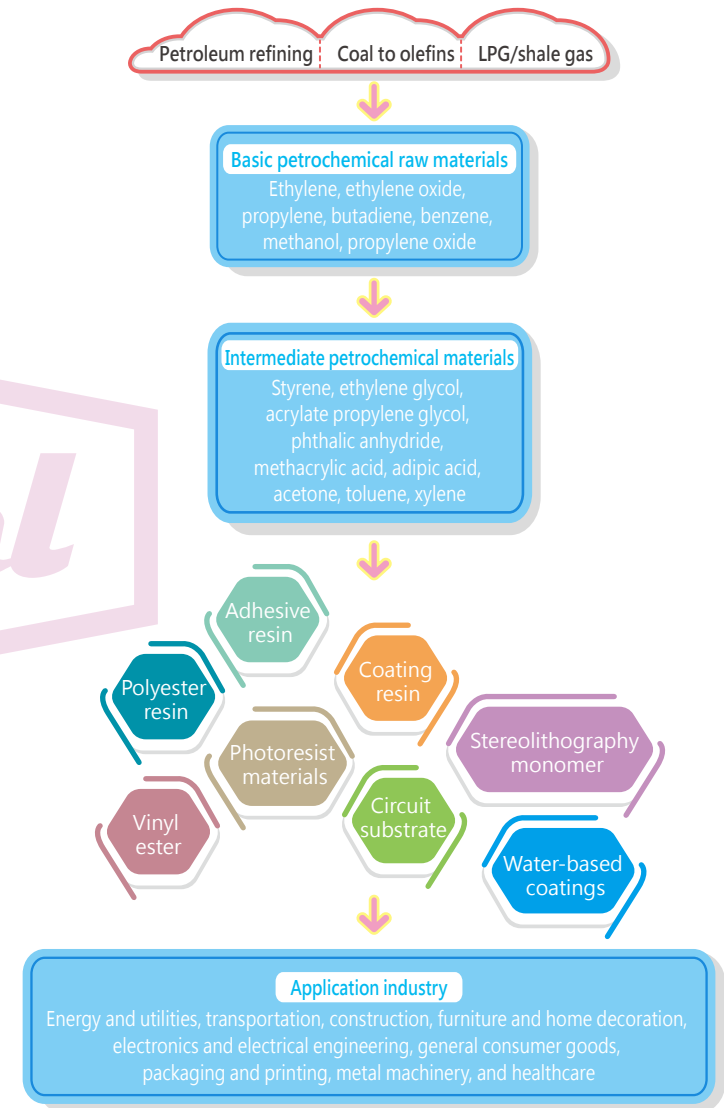 Petroleum refining Coal to olefins LPG/shale gas
Basic petrochemical raw materials
Ethylene, ethylene oxide,
propylene, butadiene, benzene,
methanol, propylene oxide
Intermediate petrochemical materials
Styrene, ethylene glycol,
acrylate propylene glycol,
phthalic anhydride,
methacrylic acid, adipic acid,
acetone, toluene, xylene
Adhesive
resin
Coating
resin
Polyester
resin
Stereolithography
monomer
Photoresist
materials
Circuit
substrate
Vinyl
ester
Water-based
coatings
Application industry
Energy and utilities, transportation, construction, furniture and home decoration,
electronics and electrical engineering, general consumer goods,
packaging and printing, metal machinery, and healthcare